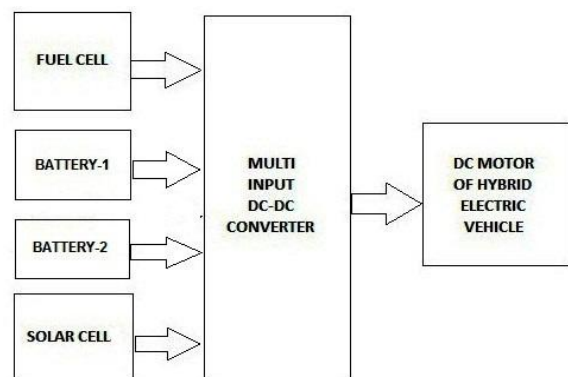 FUEL CELL
BATTERY-1
BATTERY-2
SOLAR CELL
MULTI
INPUT
DC-DC
CONVERTER
DC MOTOR
OF HYBRID
ELECTRIC
VEHICLE